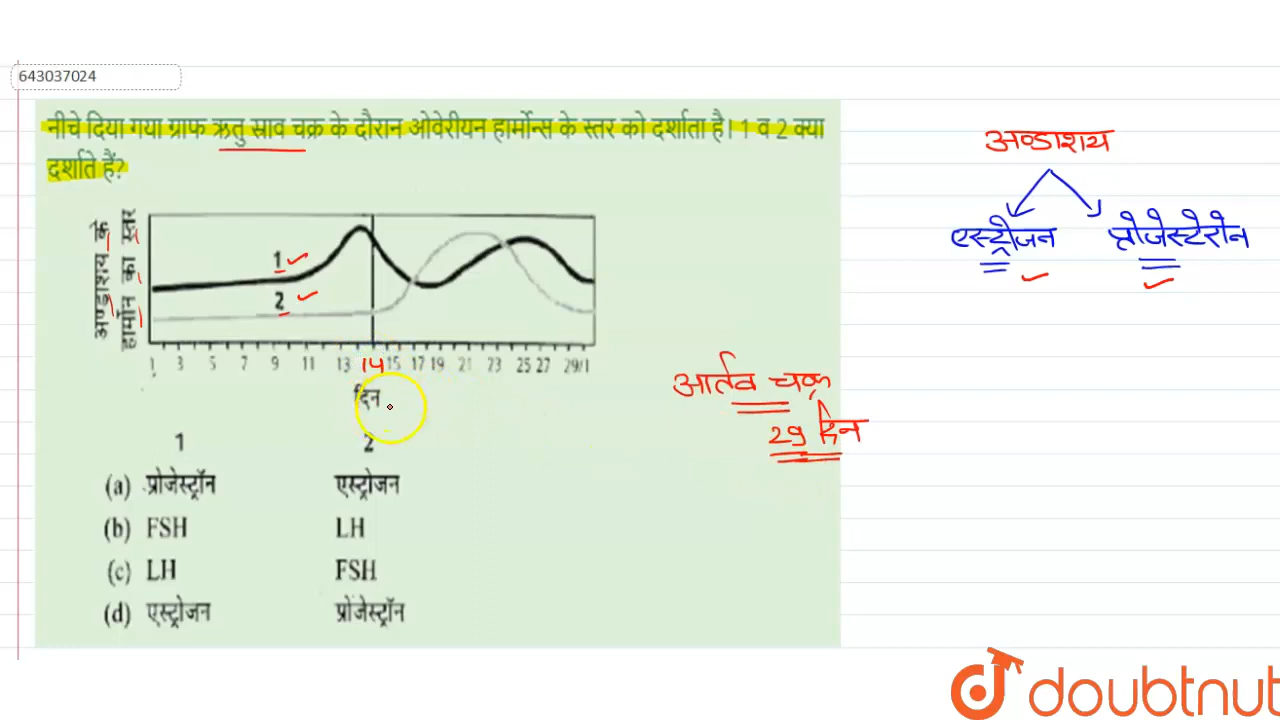 643037024
नीचे दिया गया ग्राफ ऋतु स्राव चक्र के दौरान ओवेरीयन हार्मोन्स के स्तर को दर्शाता है। 1 व 2 क्या
दर्शाते हैं?
अण्डाशय के
हार्मोन का स्तर
1
2
1 3 5 7 9 11 13 14 15 17 19 21 23 25 27 29/1
दिन
1 2
(a) प्रोजेस्ट्रॉन एस्ट्रोजन
(b) FSH LH
(c) LH FSH
(d) एस्ट्रोजन प्रोजेस्ट्रॉन
अण्डाशय
एस्ट्रोजन प्रोजेस्टेरोन
आर्तव चक्र
29 दिन
doubtnut